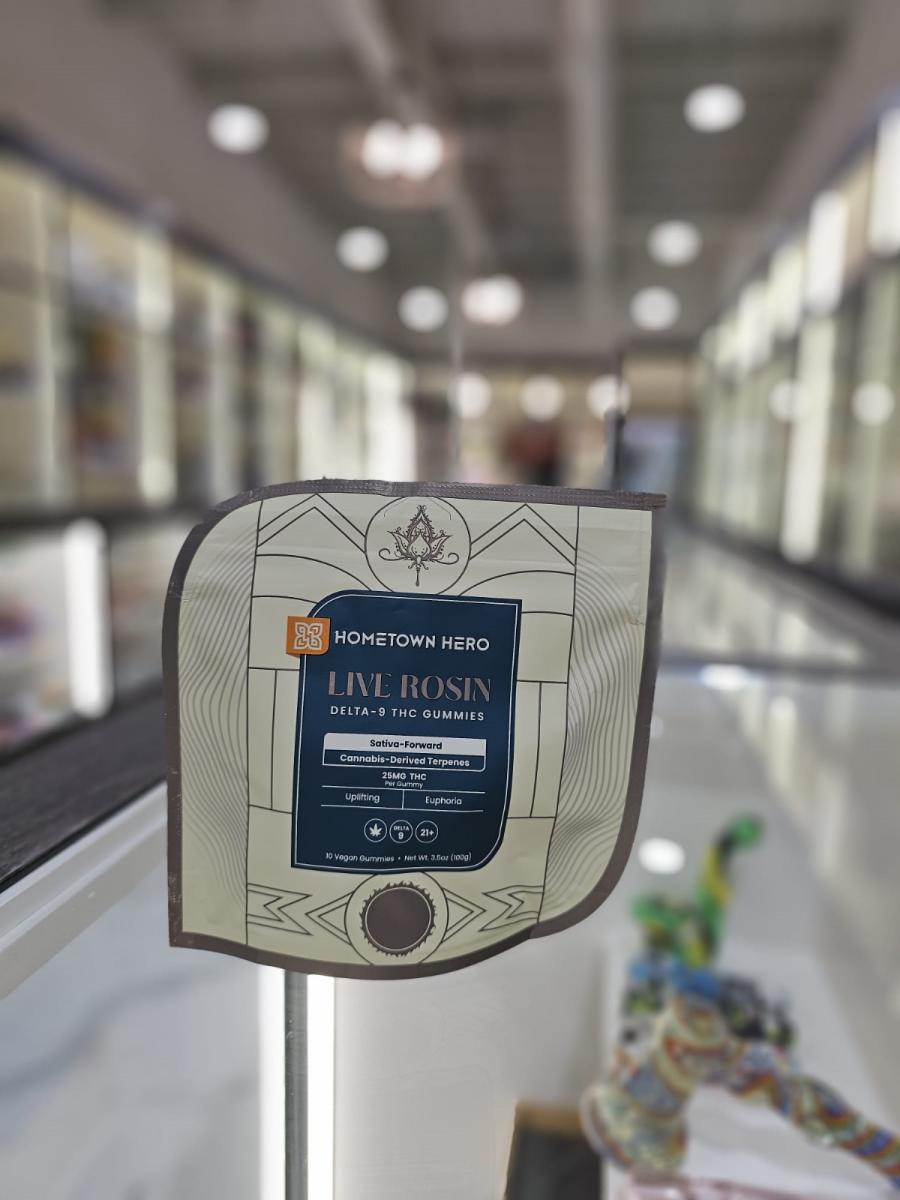 HOMETOWN HERO
LIVE ROSIN
DELTA-9 THC GUMMIES
Sativa-Forward
Cannabis-Derived Terpenes
25MG THC
Per Gummy
Uplifting Euphoria
DELTA 9 21+
10 Vegan Gummies • Net Wt. 3.5oz (100g)